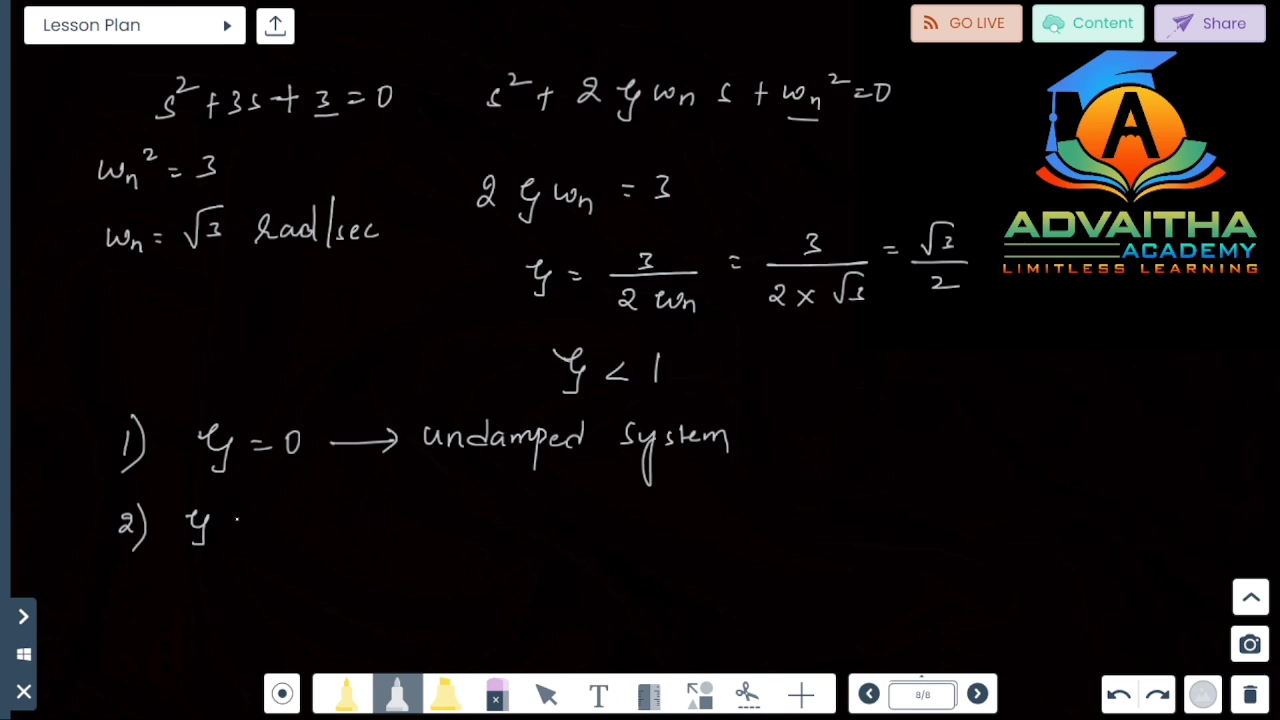 Lesson Plan
GO LIVE
Content
Share
s² + 3s + 3 = 0
s² + 2 ξ ωn s + ωn² = 0
ωn² = 3
ωn = √3 rad/sec
2 ξ ωn = 3
ξ = 3 / 2 ωn = 3 / 2 × √3 = √3 / 2
ξ < 1
1) ξ = 0 → undamped system
2) ξ
A
ADVAITHA
ACADEMY
LIMITLESS LEARNING
T
8/8